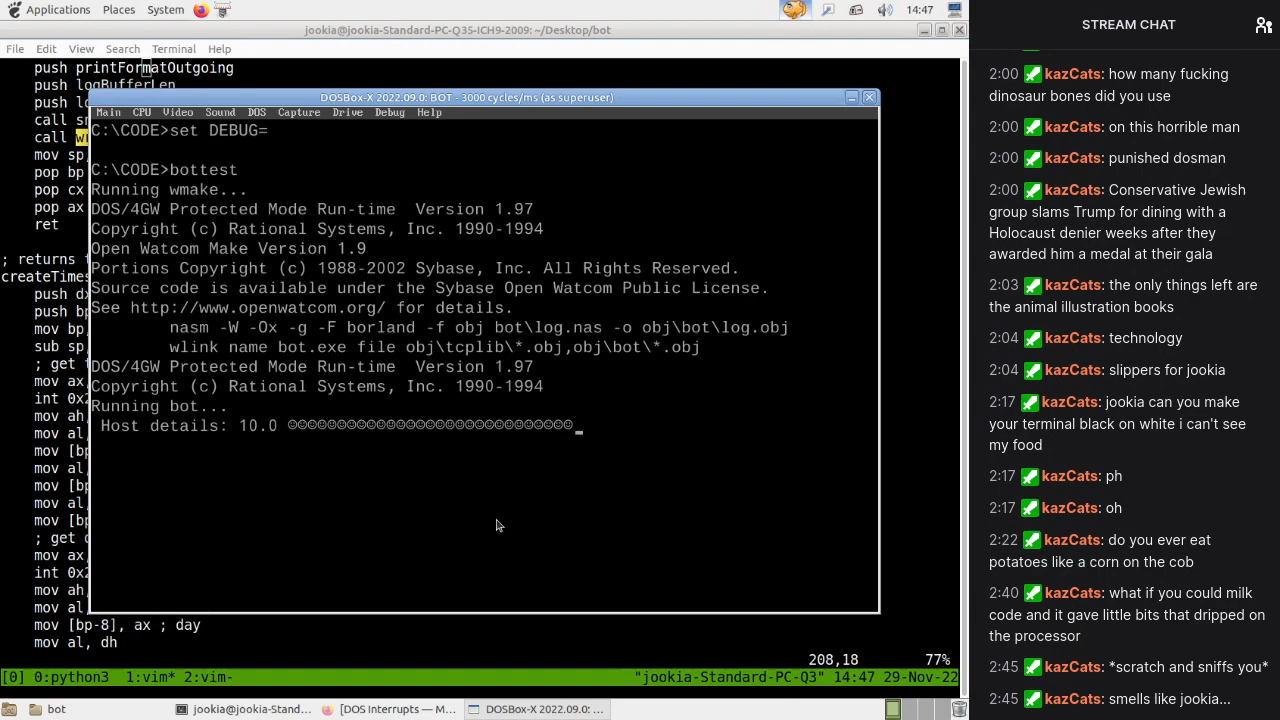 Applications Places System 14:47
jookia@jookia-Standard-PC-Q35-ICH9-2009: ~/Desktop/bot
File Edit View Search Terminal Help
push printFormatOutgoing
push logBufferLen
push lo
call sn
call w
mov sp,
pop bp
pop cx
pop ax
ret
; returns t
createTimes
push dx
push bp
mov bp,
sub sp,
; get t
mov ax,
int 0x2
mov ah,
mov al,
mov [bp
mov al,
mov [bp
mov al,
mov [bp
; get d
mov ax,
int 0x2
mov ah,
mov al,
mov [bp-8], ax ; day
mov al, dh
208,18 77%
[0] 0:python3 1:vim* 2:vim- "jookia-Standard-PC-Q3" 14:47 29-Nov-22
DOSBox-X 2022.09.0: BOT - 3000 cycles/ms (as superuser)
Main CPU Video Sound DOS Capture Drive Debug Help
C:\CODE>set DEBUG=
C:\CODE>bottest
Running wmake...
DOS/4GW Protected Mode Run-time Version 1.97
Copyright (c) Rational Systems, Inc. 1990-1994
Open Watcom Make Version 1.9
Portions Copyright (c) 1988-2002 Sybase, Inc. All Rights Reserved.
Source code is available under the Sybase Open Watcom Public License.
See http://www.openwatcom.org/ for details.
nasm -W -Ox -g -F borland -f obj bot\log.nas -o obj\bot\log.obj
wlink name bot.exe file obj\tcplib\*.obj,obj\bot\*.obj
DOS/4GW Protected Mode Run-time Version 1.97
Copyright (c) Rational Systems, Inc. 1990-1994
Running bot...
Host details: 10.0 ☺☺☺☺☺☺☺☺☺☺☺☺☺☺☺☺☺☺☺☺☺☺☺☺☺☺☺☺☺_
bot jookia@jookia-Stand... [DOS Interrupts — M... DOSBox-X 2022.09.0: ...
STREAM CHAT
2:00 kazCats: how many fucking
dinosaur bones did you use
2:00 kazCats: on this horrible man
2:00 kazCats: punished dosman
2:00 kazCats: Conservative Jewish
group slams Trump for dining with a
Holocaust denier weeks after they
awarded him a medal at their gala
2:03 kazCats: the only things left are
the animal illustration books
2:04 kazCats: technology
2:04 kazCats: slippers for jookia
2:17 kazCats: jookia can you make
your terminal black on white i can't see
my food
2:17 kazCats: ph
2:17 kazCats: oh
2:22 kazCats: do you ever eat
potatoes like a corn on the cob
2:40 kazCats: what if you could milk
code and it gave little bits that dripped on
the processor
2:45 kazCats: *scratch and sniffs you*
2:45 kazCats: smells like jookia...